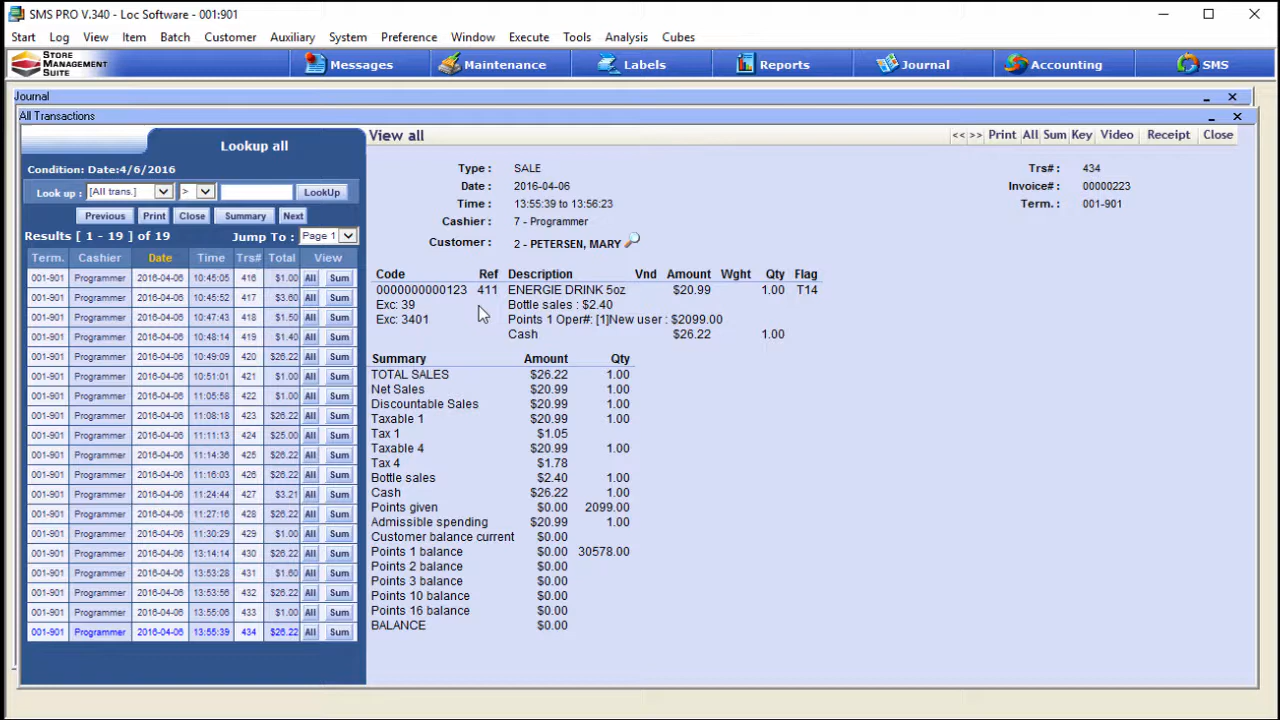 SMS PRO V.340 - Loc Software - 001:901
Start Log View Item Batch Customer Auxiliary System Preference Window Execute Tools Analysis Cubes
STORE MANAGEMENT SUITE Messages Maintenance Labels Reports Journal Accounting SMS
Journal
All Transactions
Lookup all
Condition: Date:4/6/2016
Look up : [All trans.] > LookUp
Previous Print Close Summary Next
Results [ 1 - 19 ] of 19 Jump To : Page 1
Term. Cashier Date Time Trs# Total View
001-901 Programmer 2016-04-06 10:45:05 416 $1.00 All Sum
001-901 Programmer 2016-04-06 10:45:52 417 $3.60 All Sum
001-901 Programmer 2016-04-06 10:47:43 418 $1.50 All Sum
001-901 Programmer 2016-04-06 10:48:14 419 $1.40 All Sum
001-901 Programmer 2016-04-06 10:49:09 420 $26.22 All Sum
001-901 Programmer 2016-04-06 10:51:01 421 $1.00 All Sum
001-901 Programmer 2016-04-06 11:05:58 422 $1.00 All Sum
001-901 Programmer 2016-04-06 11:08:18 423 $26.22 All Sum
001-901 Programmer 2016-04-06 11:11:13 424 $25.00 All Sum
001-901 Programmer 2016-04-06 11:14:36 425 $26.22 All Sum
001-901 Programmer 2016-04-06 11:16:03 426 $26.22 All Sum
001-901 Programmer 2016-04-06 11:24:44 427 $3.21 All Sum
001-901 Programmer 2016-04-06 11:27:16 428 $26.22 All Sum
001-901 Programmer 2016-04-06 11:30:29 429 $1.00 All Sum
001-901 Programmer 2016-04-06 13:14:14 430 $26.22 All Sum
001-901 Programmer 2016-04-06 13:53:28 431 $1.60 All Sum
001-901 Programmer 2016-04-06 13:53:56 432 $26.22 All Sum
001-901 Programmer 2016-04-06 13:55:06 433 $1.00 All Sum
001-901 Programmer 2016-04-06 13:55:39 434 $26.22 All Sum
View all << >> Print All Sum Key Video Receipt Close
Type : SALE Trs# : 434
Date : 2016-04-06 Invoice# : 00000223
Time : 13:55:39 to 13:56:23 Term. : 001-901
Cashier : 7 - Programmer
Customer : 2 - PETERSEN, MARY
Code Ref Description Vnd Amount Wght Qty Flag
0000000000123 411 ENERGIE DRINK 5oz $20.99 1.00 T14
Exc: 39 Bottle sales : $2.40
Exc: 3401 Points 1 Oper#: [1]New user : $2099.00
Cash $26.22 1.00
Summary Amount Qty
TOTAL SALES $26.22 1.00
Net Sales $20.99 1.00
Discountable Sales $20.99 1.00
Taxable 1 $20.99 1.00
Tax 1 $1.05
Taxable 4 $20.99 1.00
Tax 4 $1.78
Bottle sales $2.40 1.00
Cash $26.22 1.00
Points given $0.00 2099.00
Admissible spending $20.99 1.00
Customer balance current $0.00
Points 1 balance $0.00 30578.00
Points 2 balance $0.00
Points 3 balance $0.00
Points 10 balance $0.00
Points 16 balance $0.00
BALANCE $0.00